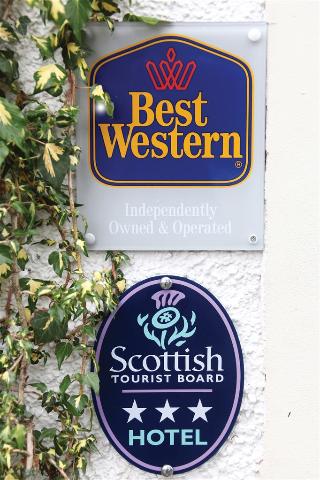 Best
Western
®
Independently
Owned & Operated
Scottish
TOURIST BOARD
HOTEL